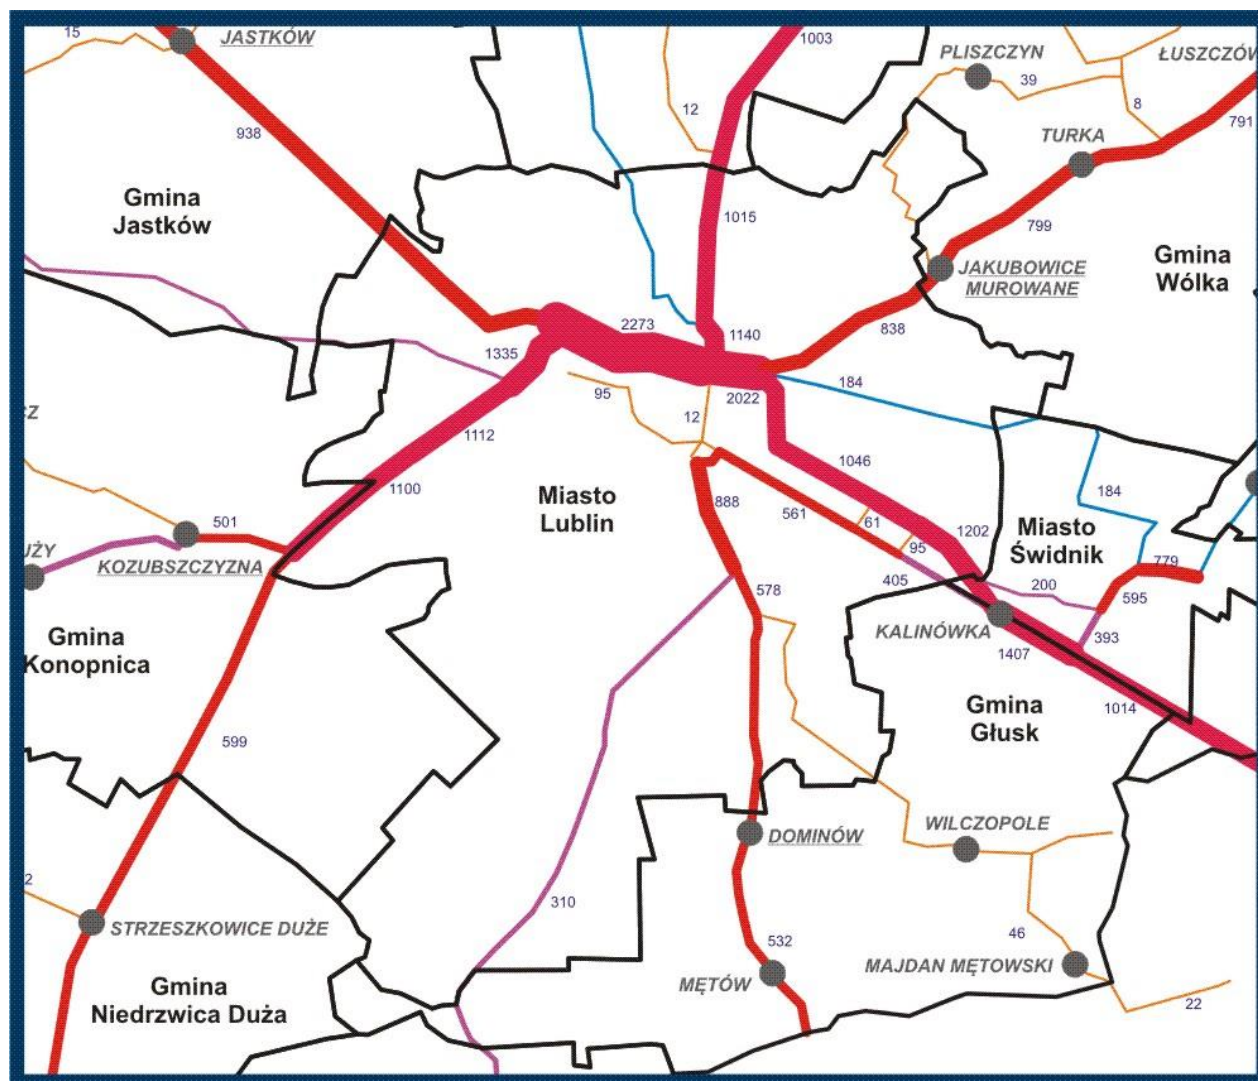 15
JASTKÓW
1003
PLISZCZYN
39
ŁUSZCZÓW
12
8
791
938
TURKA
Gmina
Jastków
1015
799
Gmina
Wólka
JAKUBOWICE
MUROWANE
2273
1140
838
1335
184
95
2022
12
CZ
1112
1046
1100
Miasto
Lublin
888
561
61
184
501
1202
Miasto
Świdnik
UŻY
KOZUBSZCZYZNA
95
779
405
200
595
578
KALINÓWKA
393
Gmina
Konopnica
1407
Gmina
Głusk
1014
599
WILCZOPOLE
DOMINÓW
2
310
STRZESZKOWICE DUŻE
46
532
MAJDAN MĘTOWSKI
MĘTÓW
Gmina
Niedrzwica Duża
22